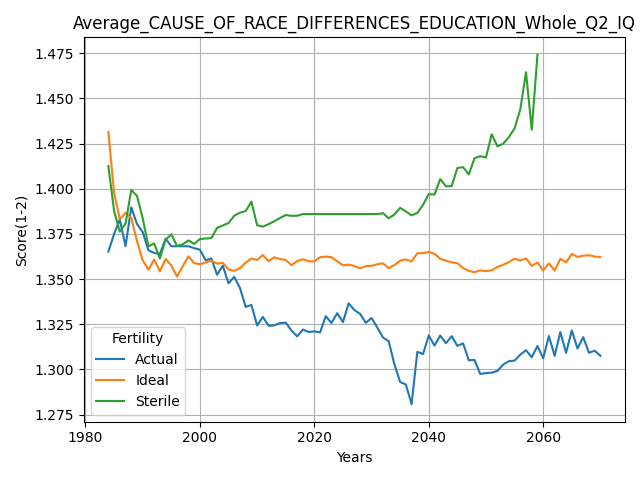 Average_CAUSE_OF_RACE_DIFFERENCES_EDUCATION_Whole_Q2_IQ
1.475
1.450
1.425
1.400
1.375
1.350
1.325
1.300
1.275
Score(1-2)
Fertility
Actual
Ideal
Sterile
1980
2000
2020
2040
2060
Years